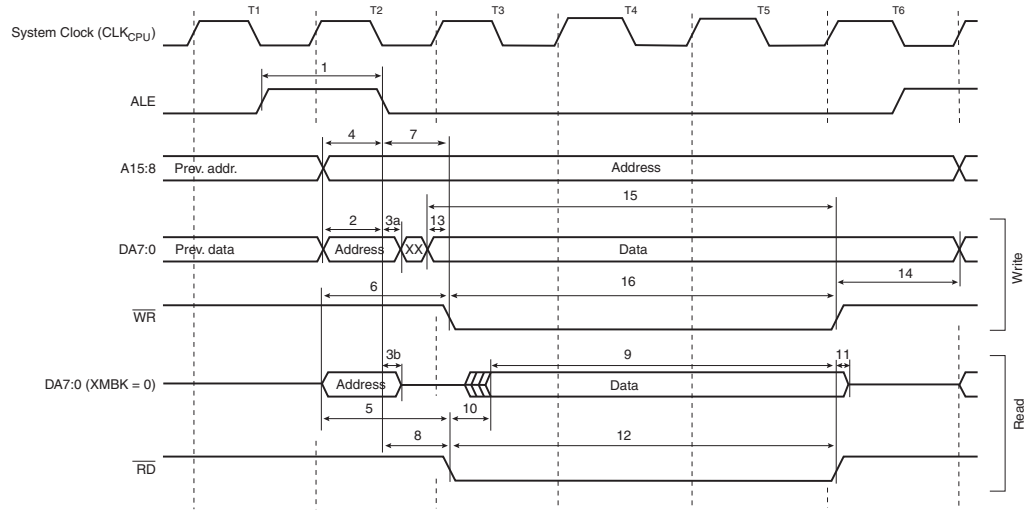 T1 T2 T3 T4 T5 T6
System Clock (CLKCPU)
1
ALE
4 7
A15:8 Prev. addr. Address
15
2 3a 13
DA7:0 Prev. data Address XX Data
14
6 16
WR
Write
3b 9 11
DA7:0 (XMBK = 0) Address Data
5 10
8 12
RD
Read